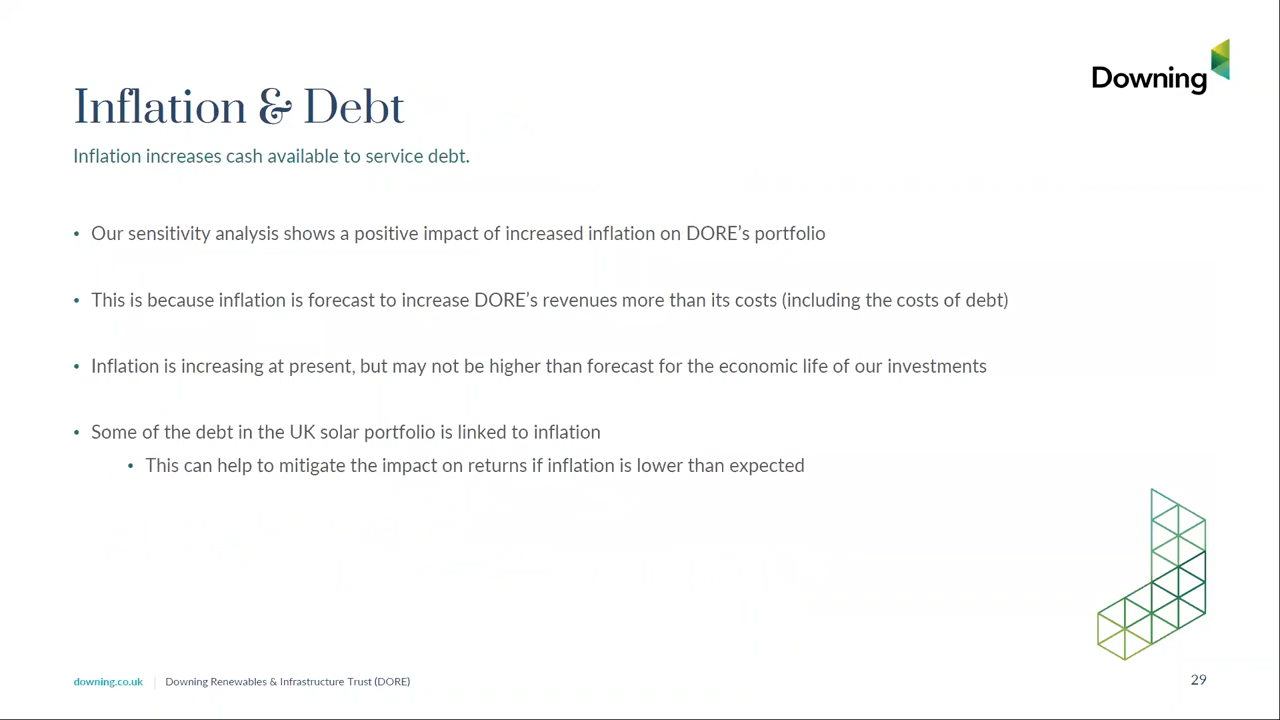 Downing
Inflation & Debt
Inflation increases cash available to service debt.
• Our sensitivity analysis shows a positive impact of increased inflation on DORE’s portfolio
• This is because inflation is forecast to increase DORE’s revenues more than its costs (including the costs of debt)
• Inflation is increasing at present, but may not be higher than forecast for the economic life of our investments
• Some of the debt in the UK solar portfolio is linked to inflation
• This can help to mitigate the impact on returns if inflation is lower than expected
downing.co.uk | Downing Renewables & Infrastructure Trust (DORE)
29